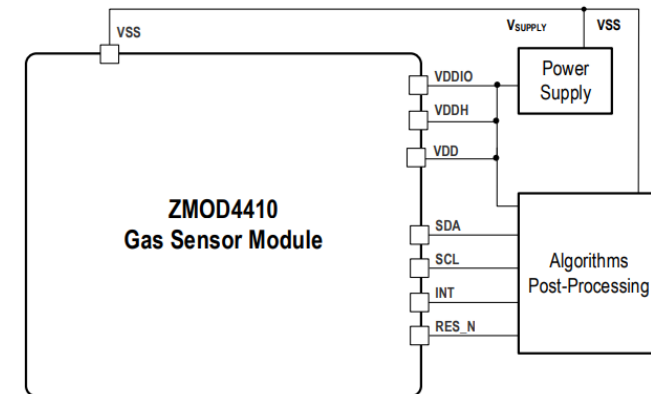 VSS
VSUPPLY VSS
Power
Supply
VDDIO
VDDH
VDD
ZMOD4410
Gas Sensor Module
SDA
SCL
INT
RES_N
Algorithms
Post-Processing